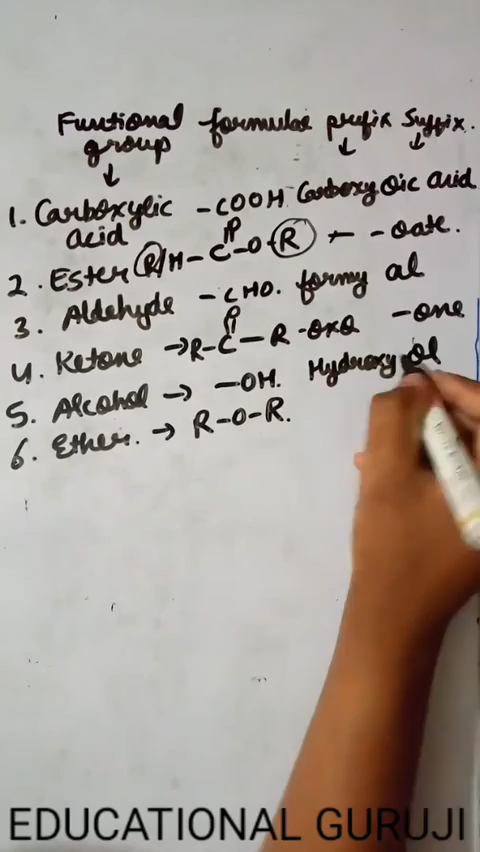 Functional group formulae prefix Suffix.
1. Carboxylic acid -COOH Carboxy Oic acid
O
2. Ester R/H-C-O-R - -oate.
3. Aldehyde -CHO. formy al
O
4. Ketone →R-C-R -oxo -one
5. Alcohol → -OH. Hydroxy ol
6. Ether. → R-O-R.
EDUCATIONAL GURUJI